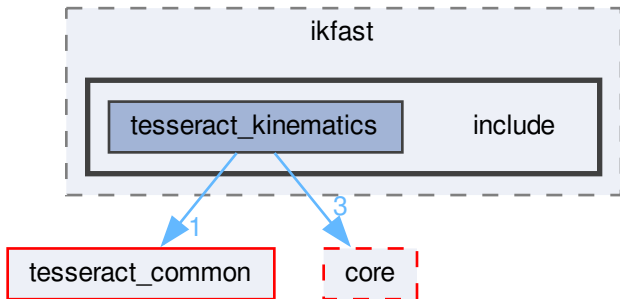 ikfast
tesseract_kinematics
include
1
3
tesseract_common
core